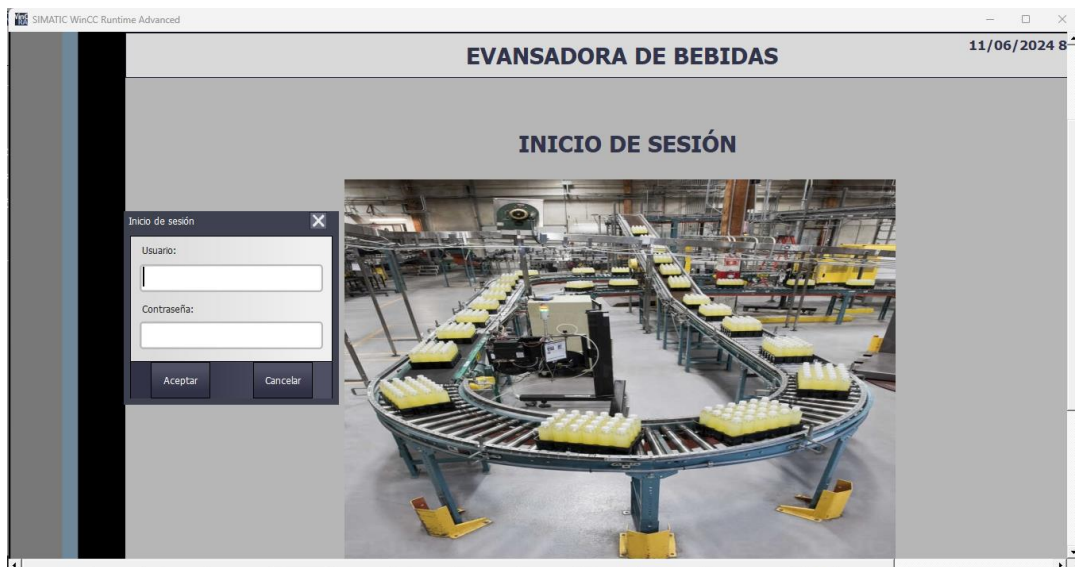 SIMATIC WinCC Runtime Advanced
EVANSADORA DE BEBIDAS
11/06/2024 8
INICIO DE SESIÓN
Inicio de sesión
Usuario:
Contraseña:
Aceptar
Cancelar